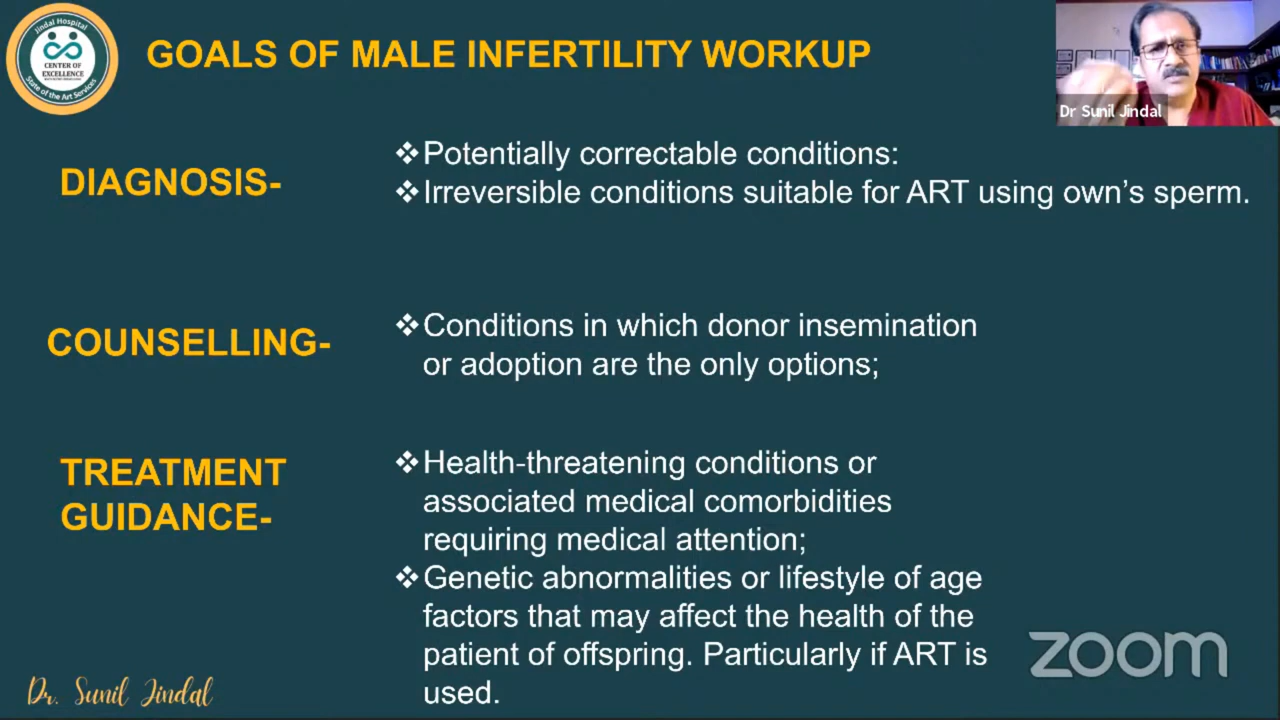 Jindal Hospital
CENTER OF
EXCELLENCE
State of the Art Services
GOALS OF MALE INFERTILITY WORKUP
Dr Sunil Jindal
DIAGNOSIS-
❖Potentially correctable conditions:
❖Irreversible conditions suitable for ART using own’s sperm.
COUNSELLING-
❖Conditions in which donor insemination
or adoption are the only options;
TREATMENT
GUIDANCE-
❖Health-threatening conditions or
associated medical comorbidities
requiring medical attention;
❖Genetic abnormalities or lifestyle of age
factors that may affect the health of the
patient of offspring. Particularly if ART is
used.
zoom
Dr. Sunil Jindal